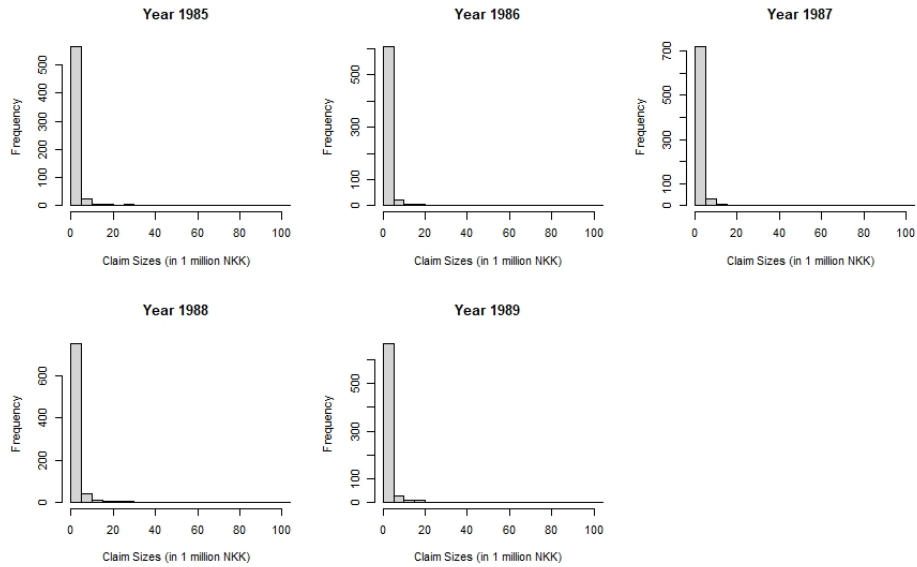 Year 1985
Year 1986
Year 1987
Frequency
0 100 200 300 400 500
0 20 40 60 80 100
Claim Sizes (in 1 million NKK)
Frequency
0 100 300 500
0 20 40 60 80 100
Claim Sizes (in 1 million NKK)
Frequency
0 100 300 500 700
0 20 40 60 80 100
Claim Sizes (in 1 million NKK)
Year 1988
Year 1989
Frequency
0 200 400 600
0 20 40 60 80 100
Claim Sizes (in 1 million NKK)
Frequency
0 100 300 500
0 20 40 60 80 100
Claim Sizes (in 1 million NKK)